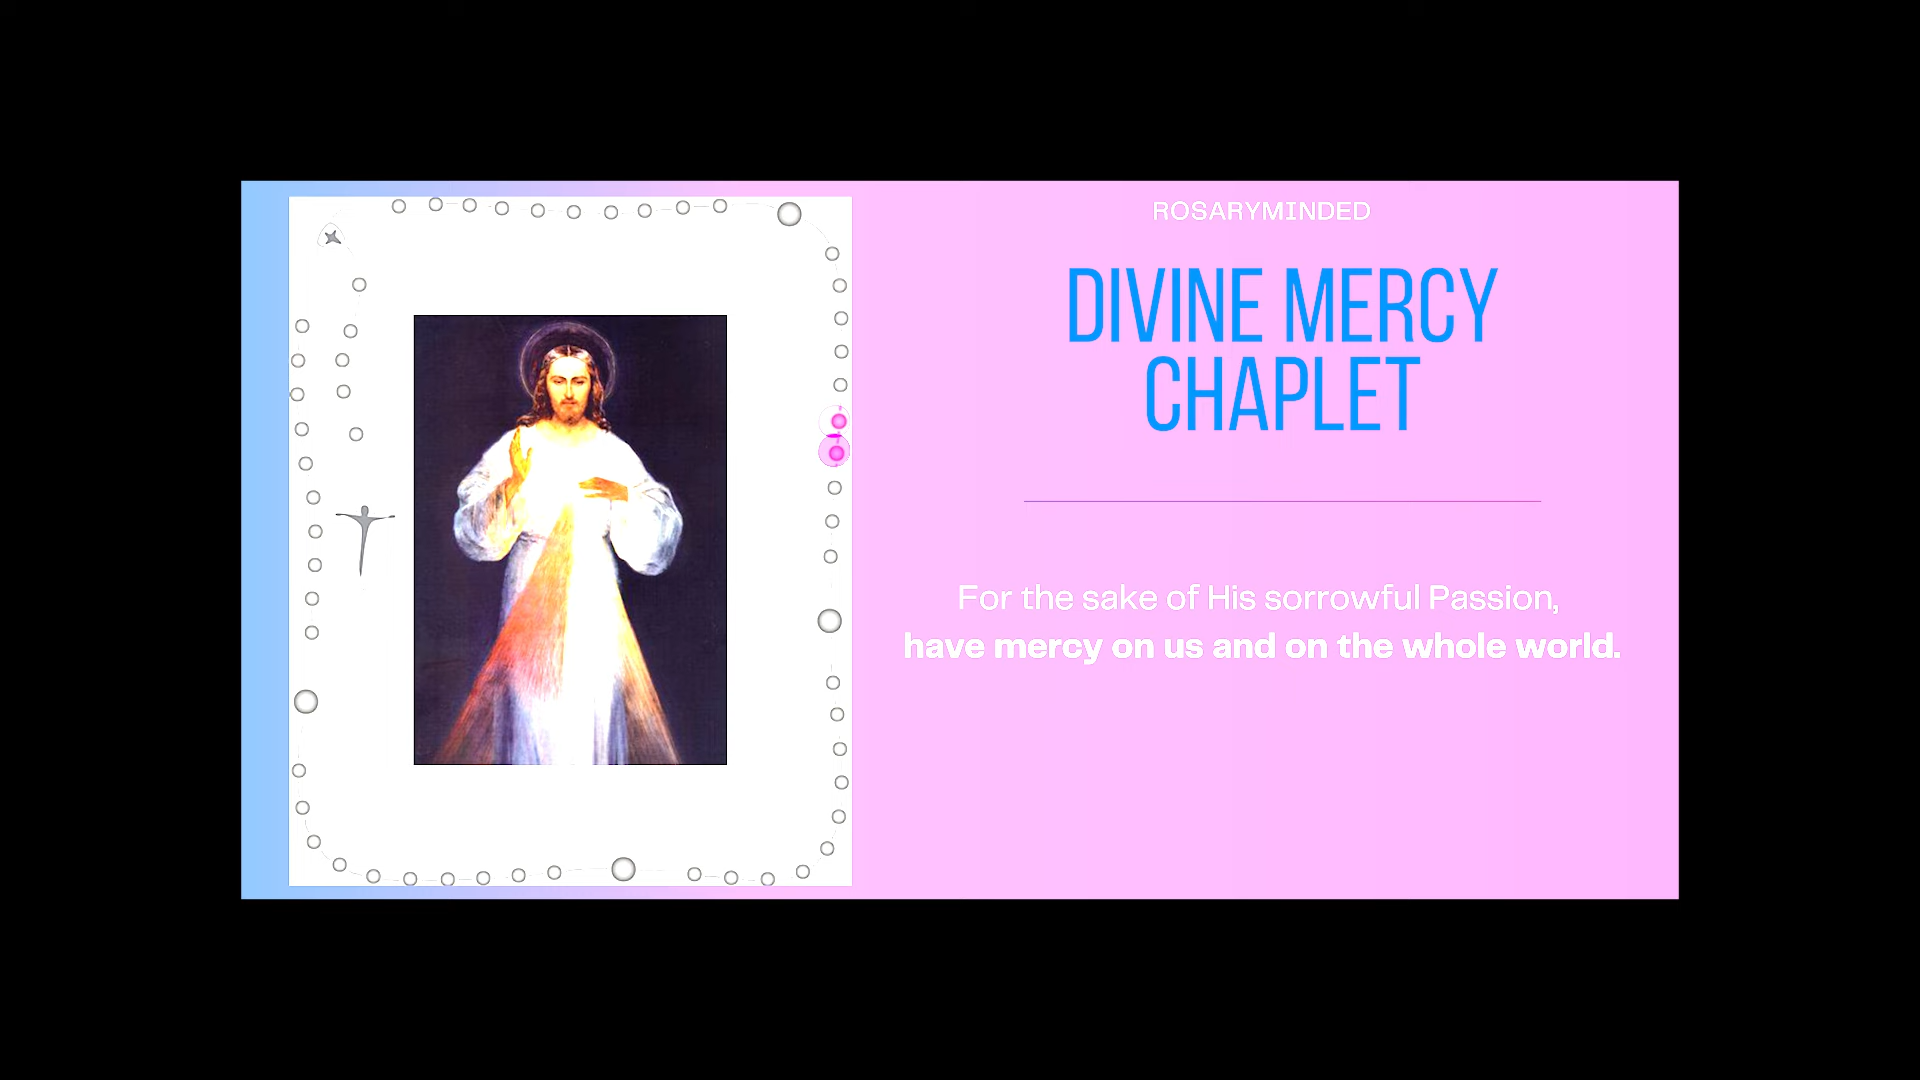 ROSARYMINDED
DIVINE MERCY
CHAPLET
For the sake of His sorrowful Passion,
have mercy on us and on the whole world.